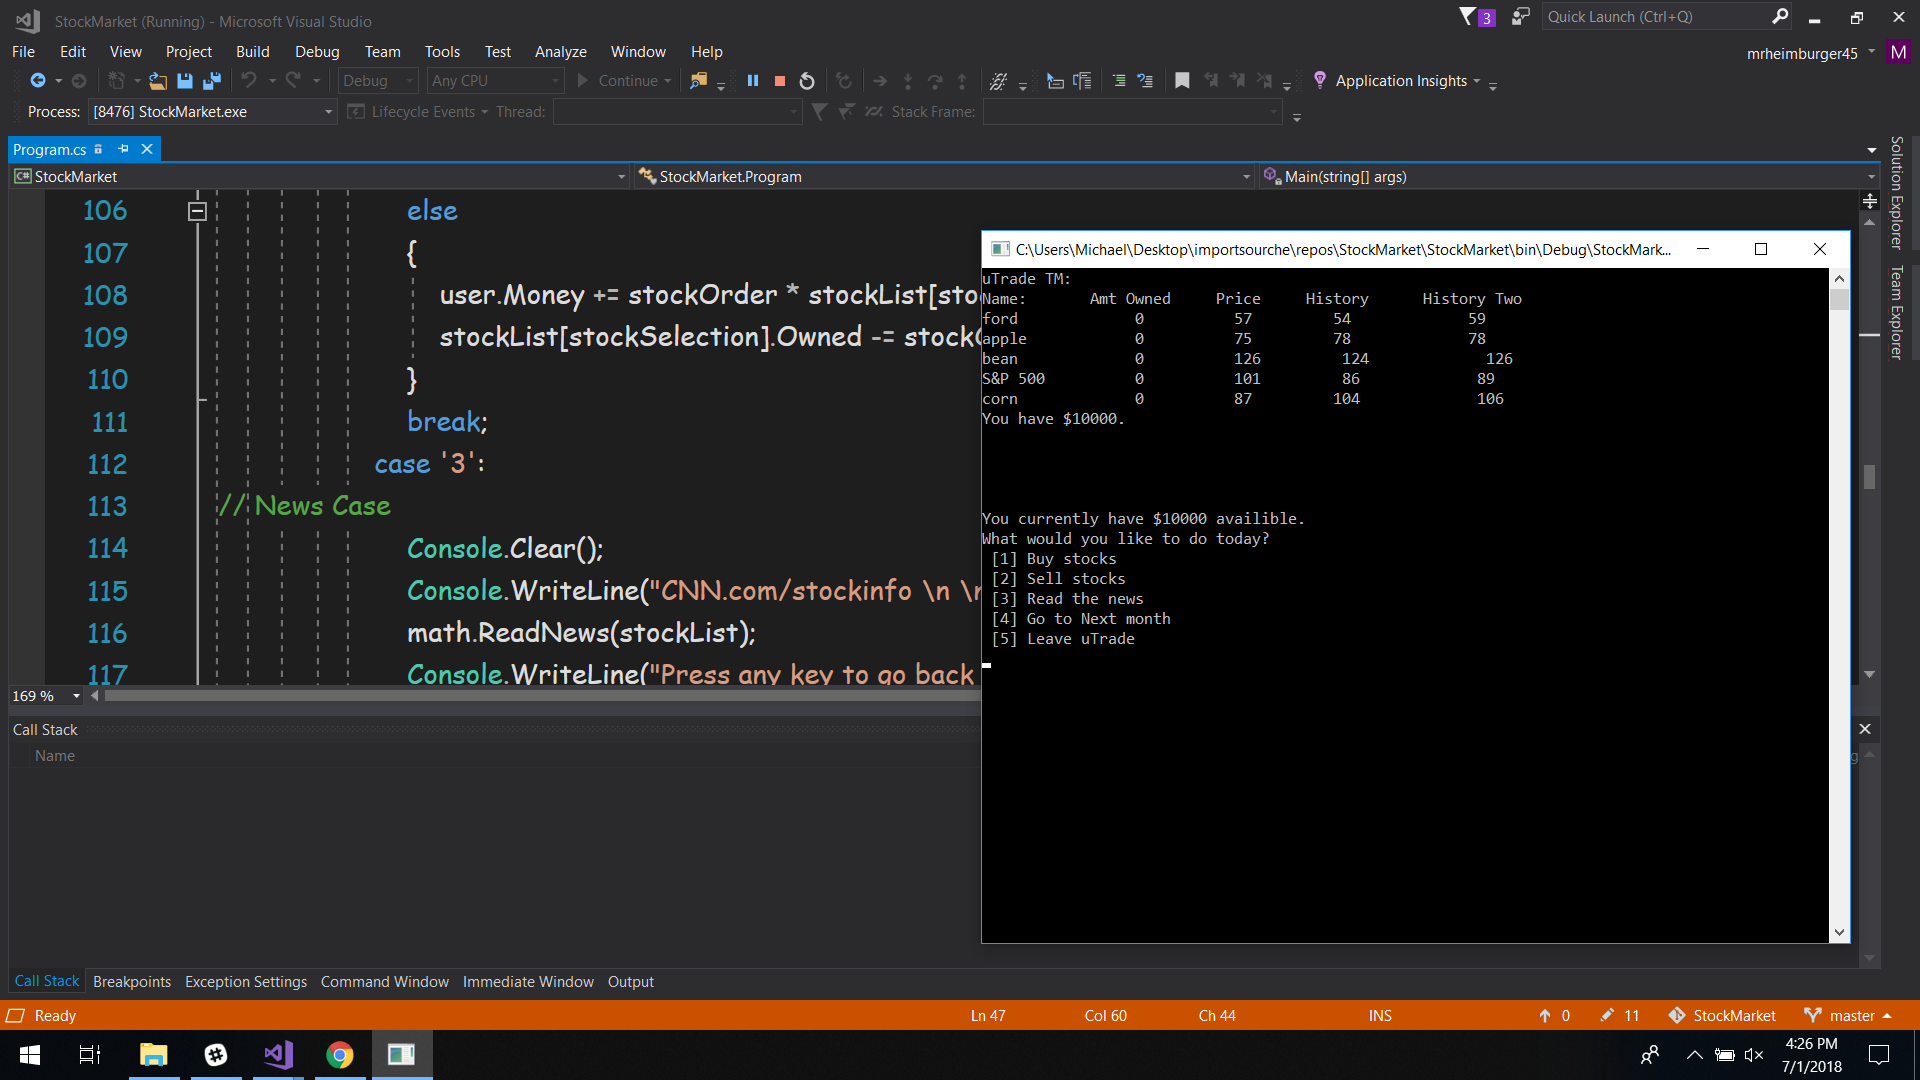 StockMarket (Running) - Microsoft Visual Studio
3
Quick Launch (Ctrl+Q)
File Edit View Project Build Debug Team Tools Test Analyze Window Help
mrheimburger45 M
Debug Any CPU Continue Application Insights
Process: [8476] StockMarket.exe Lifecycle Events Thread: Stack Frame:
Program.cs
C# StockMarket StockMarket.Program Main(string[] args)
Solution Explorer
Team Explorer
106 else
107 {
108 user.Money += stockOrder * stockList[sto
109 stockList[stockSelection].Owned -= stock
110 }
111 break;
112 case '3':
113 // News Case
114 Console.Clear();
115 Console.WriteLine("CNN.com/stockinfo \n \
116 math.ReadNews(stockList);
117 Console.WriteLine("Press any key to go back
169 %
C:\Users\Michael\Desktop\importsourche\repos\StockMarket\StockMarket\bin\Debug\StockMark...
uTrade TM:
Name: Amt Owned Price History History Two
ford 0 57 54 59
apple 0 75 78 78
bean 0 126 124 126
S&P 500 0 101 86 89
corn 0 87 104 106
You have $10000.
You currently have $10000 availible.
What would you like to do today?
[1] Buy stocks
[2] Sell stocks
[3] Read the news
[4] Go to Next month
[5] Leave uTrade
Call Stack
Name
Call Stack Breakpoints Exception Settings Command Window Immediate Window Output
Ready Ln 47 Col 60 Ch 44 INS 0 11 StockMarket master
4:26 PM
7/1/2018